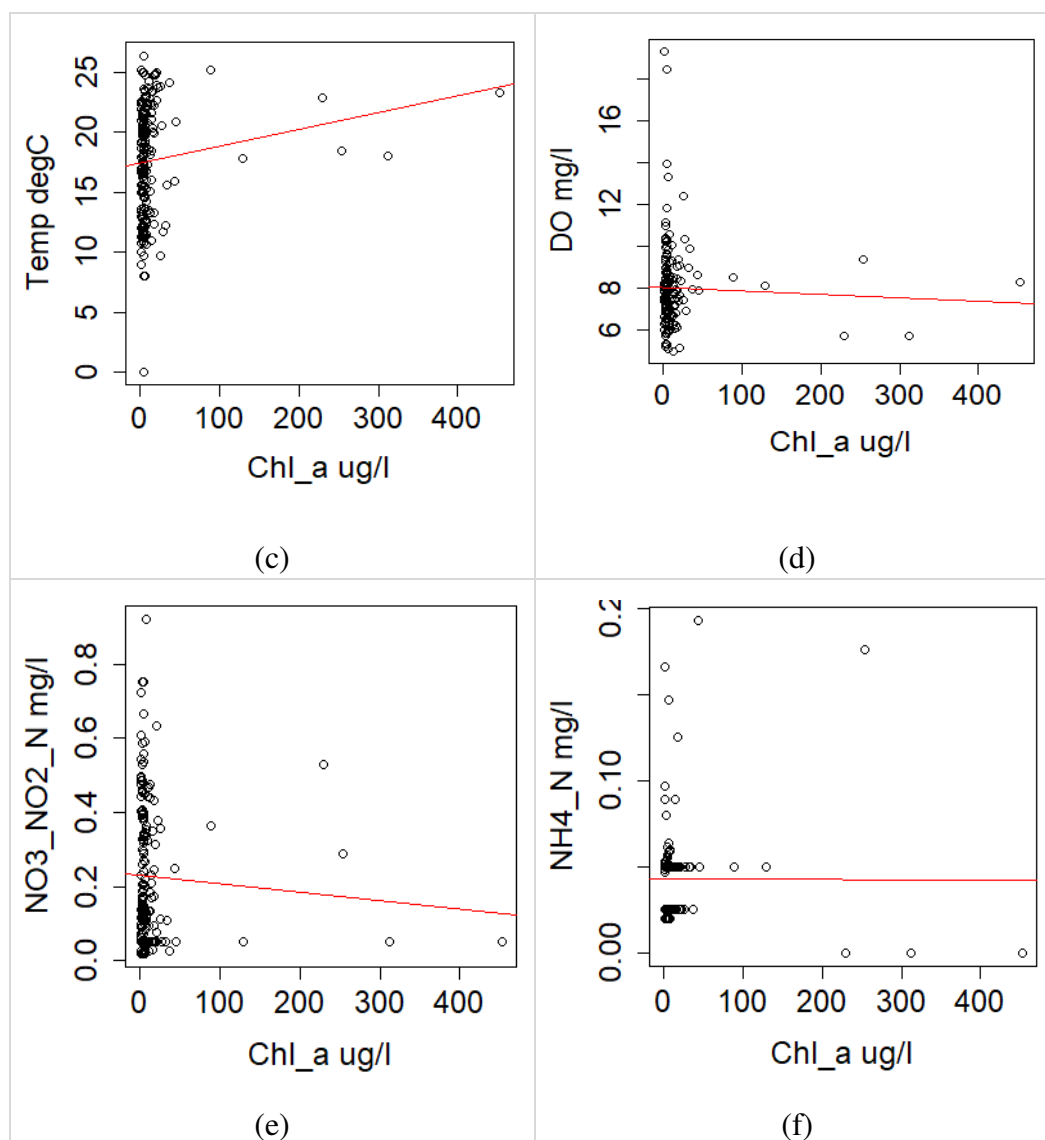 25
20
15
10
5
0
Temp degC
0 100 200 300 400
Chl_a ug/l
(c)
16
12
8
6
DO mg/l
0 100 200 300 400
Chl_a ug/l
(d)
0.8
0.6
0.4
0.2
0.0
NO3_NO2_N mg/l
0 100 200 300 400
Chl_a ug/l
(e)
0.2
0.10
0.00
NH4_N mg/l
0 100 200 300 400
Chl_a ug/l
(f)